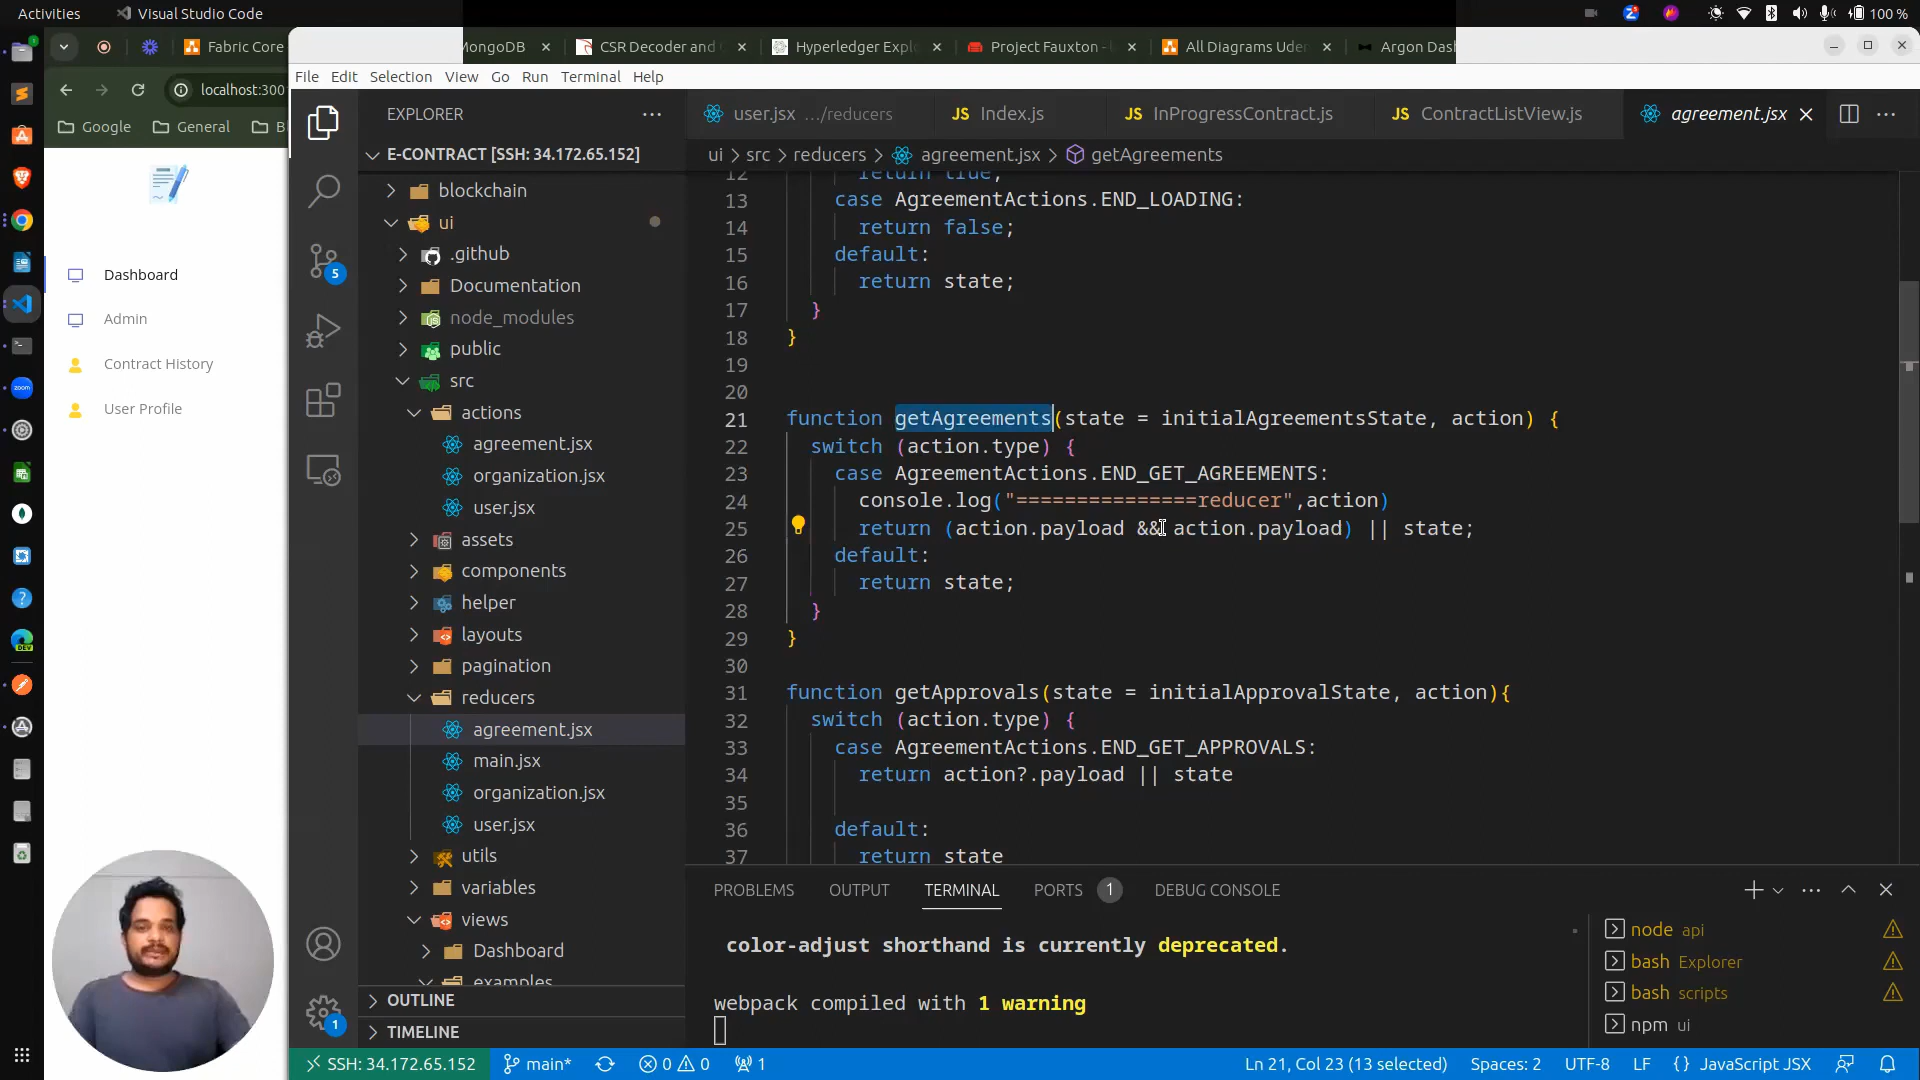 Activities
Visual Studio Code
100 %
Fabric Core
MongoDB
CSR Decoder and
Hyperledger Expl
Project Fauxton -
All Diagrams Uder
Argon Das
localhost:300
Google
General
Dashboard
Admin
Contract History
User Profile
File Edit Selection View Go Run Terminal Help
EXPLORER
E-CONTRACT [SSH: 34.172.65.152]
blockchain
ui
.github
Documentation
node_modules
public
src
actions
agreement.jsx
organization.jsx
user.jsx
assets
components
helper
layouts
pagination
reducers
agreement.jsx
main.jsx
organization.jsx
user.jsx
utils
variables
views
Dashboard
examples
OUTLINE
TIMELINE
5
1
user.jsx .../reducers
JS Index.js
JS InProgressContract.js
JS ContractListView.js
agreement.jsx
ui > src > reducers > agreement.jsx > getAgreements
12 return true;
13 case AgreementActions.END_LOADING:
14 return false;
15 default:
16 return state;
17 }
18 }
19
20
21 function getAgreements(state = initialAgreementsState, action) {
22 switch (action.type) {
23 case AgreementActions.END_GET_AGREEMENTS:
24 console.log("===============reducer",action)
25 return (action.payload && action.payload) || state;
26 default:
27 return state;
28 }
29 }
30
31 function getApprovals(state = initialApprovalState, action){
32 switch (action.type) {
33 case AgreementActions.END_GET_APPROVALS:
34 return action?.payload || state
35
36 default:
37 return state
PROBLEMS OUTPUT TERMINAL PORTS 1 DEBUG CONSOLE
color-adjust shorthand is currently deprecated.
webpack compiled with 1 warning
node api
bash Explorer
bash scripts
npm ui
SSH: 34.172.65.152 main* 0 0 1
Ln 21, Col 23 (13 selected) Spaces: 2 UTF-8 LF {} JavaScript JSX